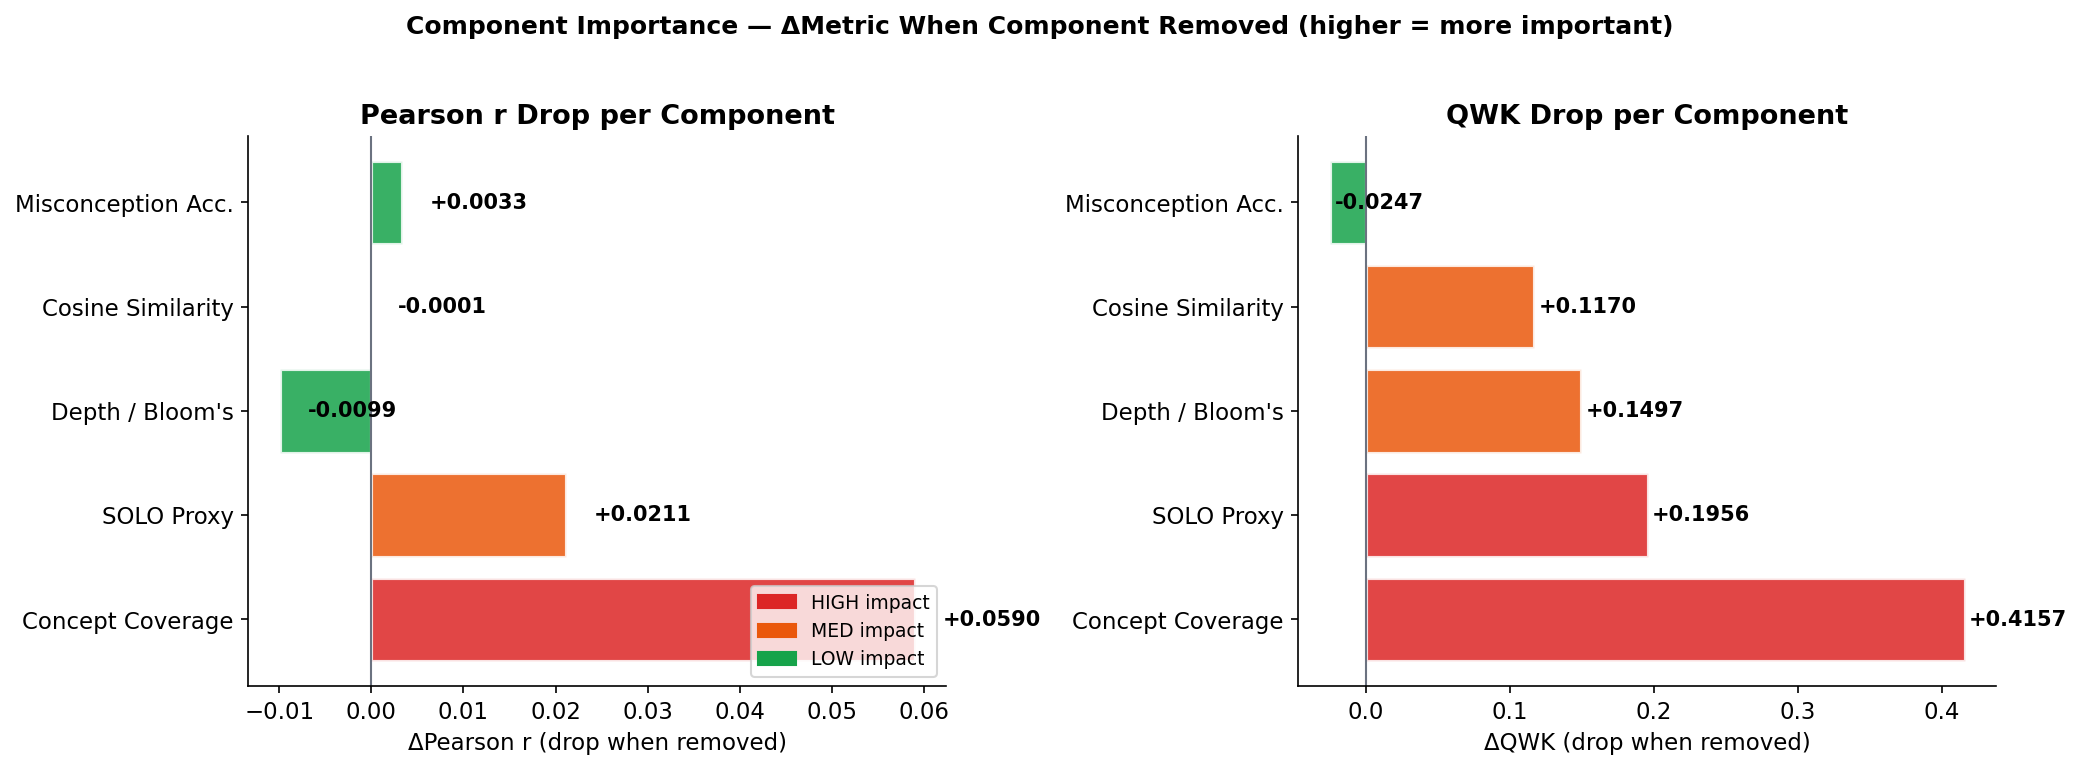 Component Importance — ΔMetric When Component Removed (higher = more important)
Pearson r Drop per Component
Misconception Acc.
+0.0033
Cosine Similarity
-0.0001
Depth / Bloom's
-0.0099
SOLO Proxy
+0.0211
Concept Coverage
+0.0590
HIGH impact
MED impact
LOW impact
−0.01 0.00 0.01 0.02 0.03 0.04 0.05 0.06
ΔPearson r (drop when removed)
QWK Drop per Component
Misconception Acc.
-0.0247
Cosine Similarity
+0.1170
Depth / Bloom's
+0.1497
SOLO Proxy
+0.1956
Concept Coverage
+0.4157
0.0 0.1 0.2 0.3 0.4
ΔQWK (drop when removed)